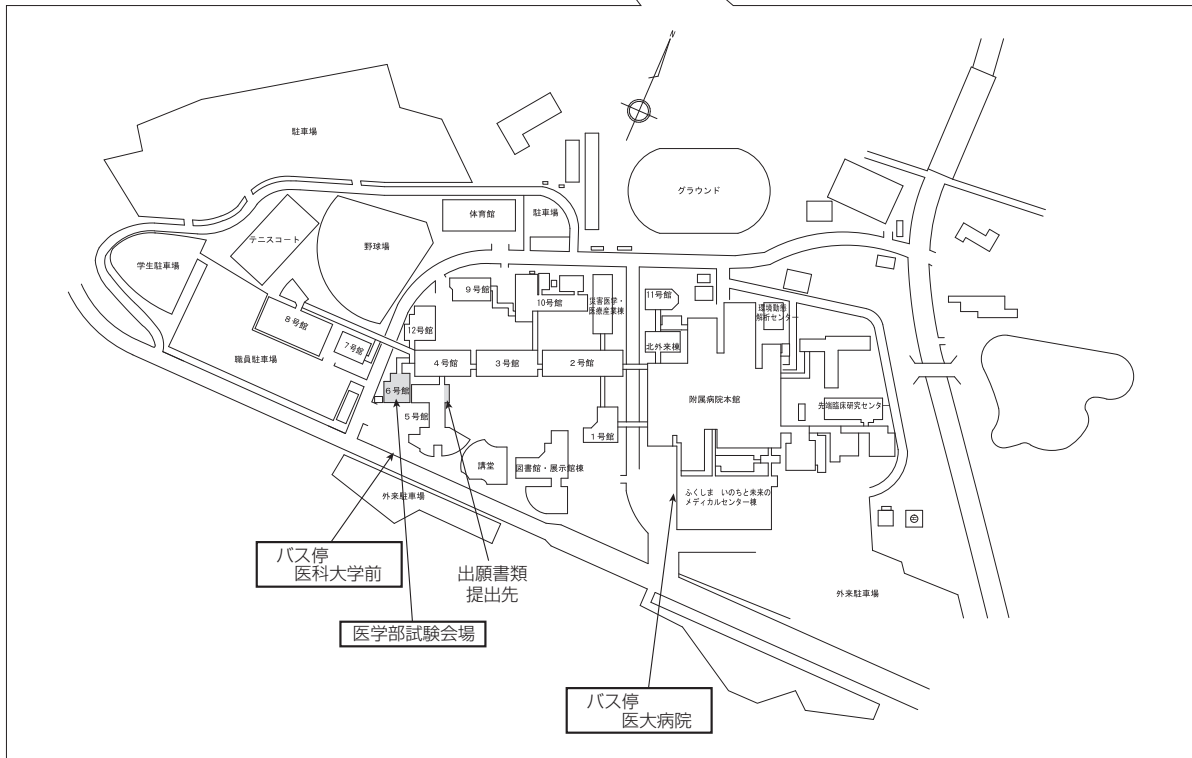 N
駐車場
グラウンド
体育館
駐車場
テニスコート
野球場
学生駐車場
9号館
10号館
災害医学・
医療産業棟
11号館
環境動態
解析センター
8号館
12号館
7号館
北外来棟
職員駐車場
4号館
3号館
2号館
附属病院本館
6号館
先端臨床研究センター
5号館
1号館
講堂
図書館・展示館棟
外来駐車場
ふくしま いのちと未来の
メディカルセンター棟
バス停
医科大学前
出願書類
提出先
外来駐車場
医学部試験会場
バス停
医大病院